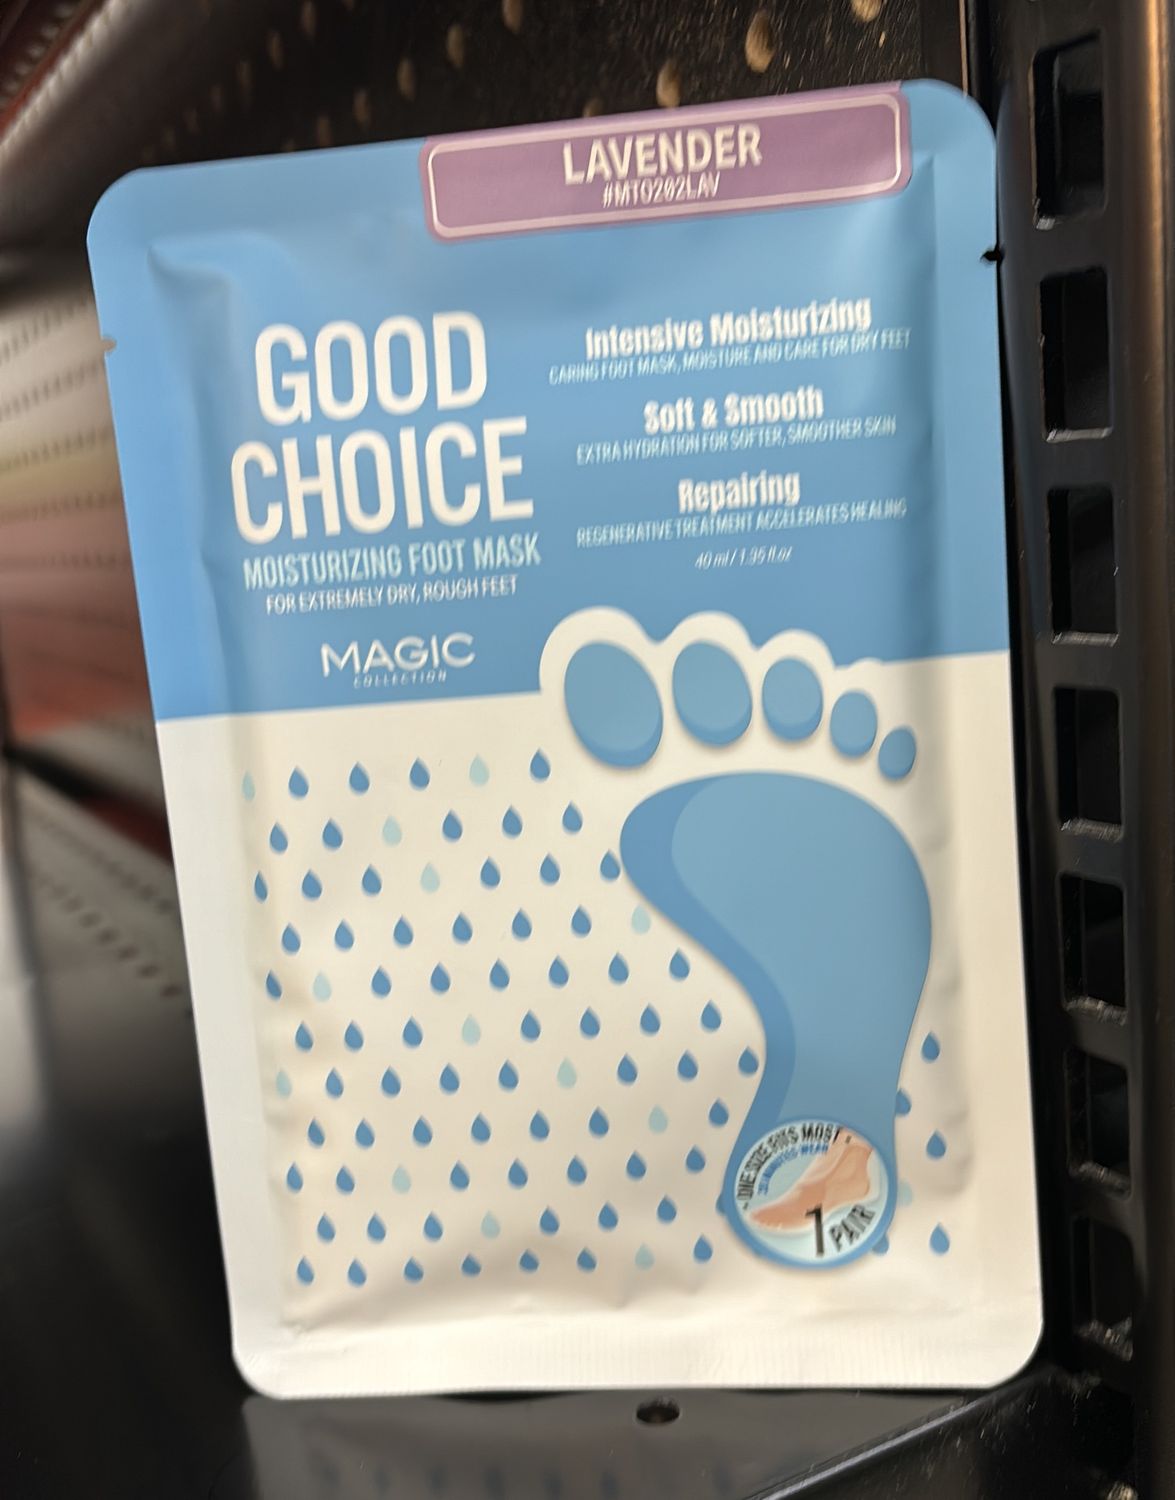 LAVENDER
#MTO202LAV
GOOD
CHOICE
MOISTURIZING FOOT MASK
FOR EXTREMELY DRY, ROUGH FEET
MAGIC
COLLECTION
Intensive Moisturizing
CARING FOOT MASK, MOISTURE AND CARE FOR DRY FEET
Soft & Smooth
EXTRA HYDRATION FOR SOFTER, SMOOTHER SKIN
Repairing
REGENERATIVE TREATMENT ACCELERATES HEALING
40 ml / 1.35 fl.oz
- ONE SIZE FITS MOST -
1
PAIR